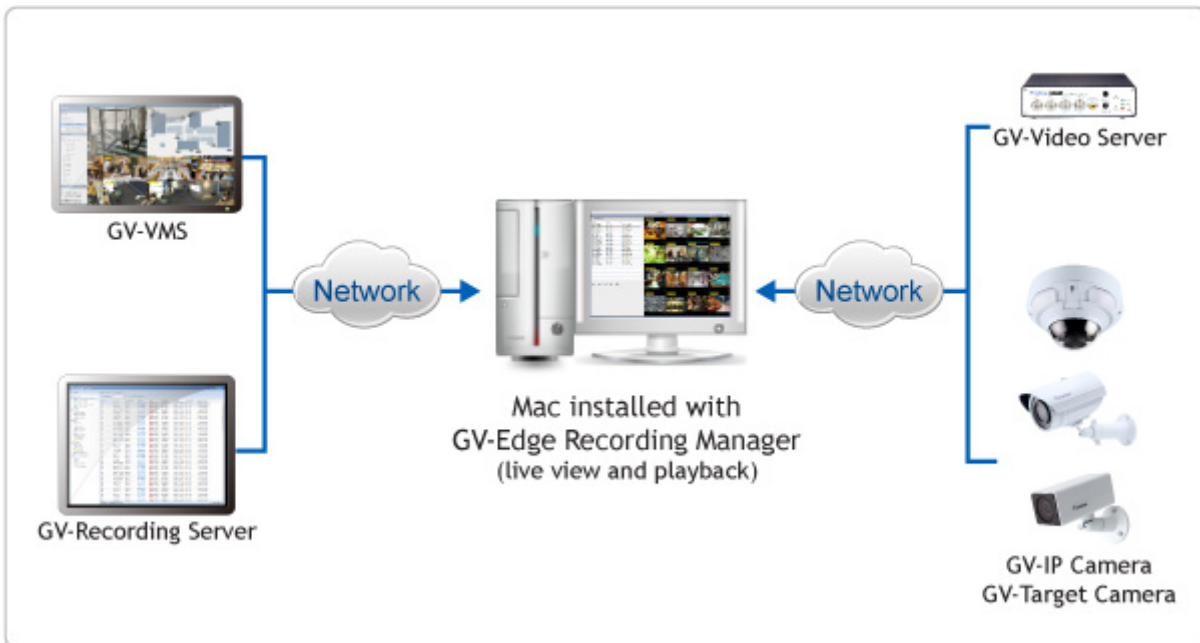 GV-VMS
GV-Recording Server
Network
Mac installed with
GV-Edge Recording Manager
(live view and playback)
Network
GV-Video Server
GV-IP Camera
GV-Target Camera